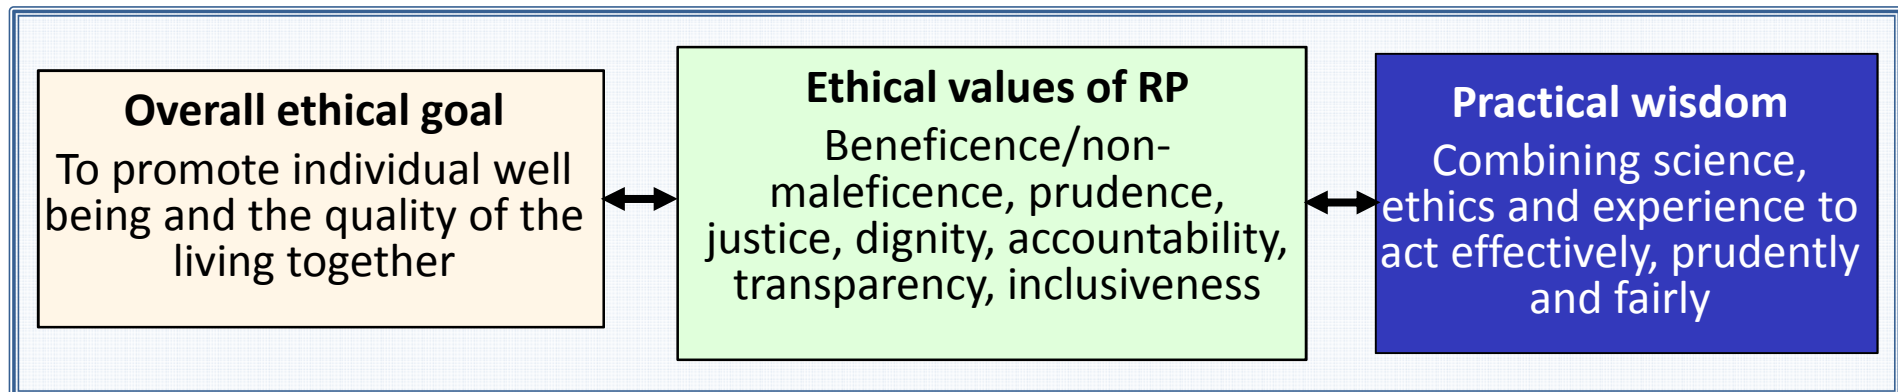 Overall ethical goal
To promote individual well
being and the quality of the
living together
Ethical values of RP
Beneficence/non-
maleficence, prudence,
justice, dignity, accountability,
transparency, inclusiveness
Practical wisdom
Combining science,
ethics and experience to
act effectively, prudently
and fairly